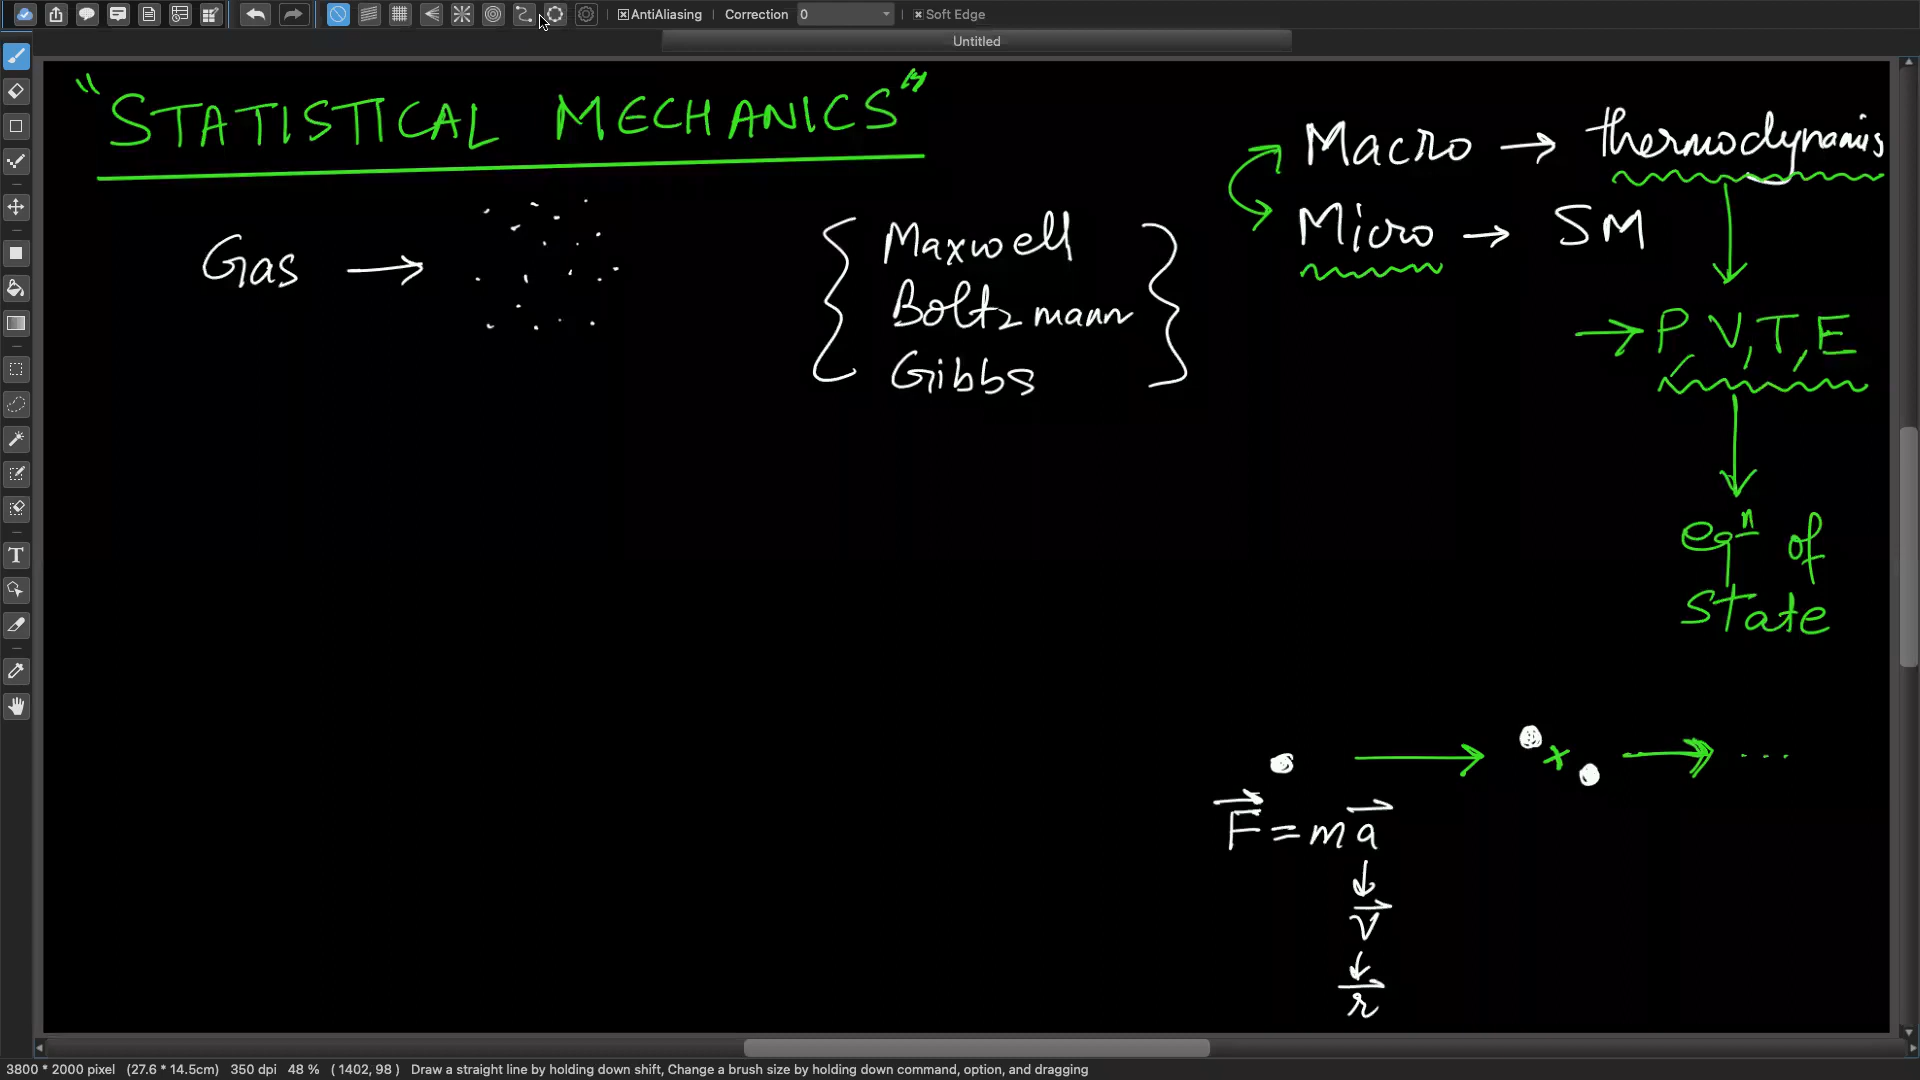 AntiAliasing Correction 0 Soft Edge
Untitled
"STATISTICAL MECHANICS"
Macro → thermodynamics
Micro → SM
Gas →
{ Maxwell
Boltzmann
Gibbs }
→ P, V, T, E
eqⁿ of
State
→ x → ...
F = ma
v
r
T
3800 * 2000 pixel (27.6 * 14.5cm) 350 dpi 48 % ( 1402, 98 ) Draw a straight line by holding down shift, Change a brush size by holding down command, option, and dragging